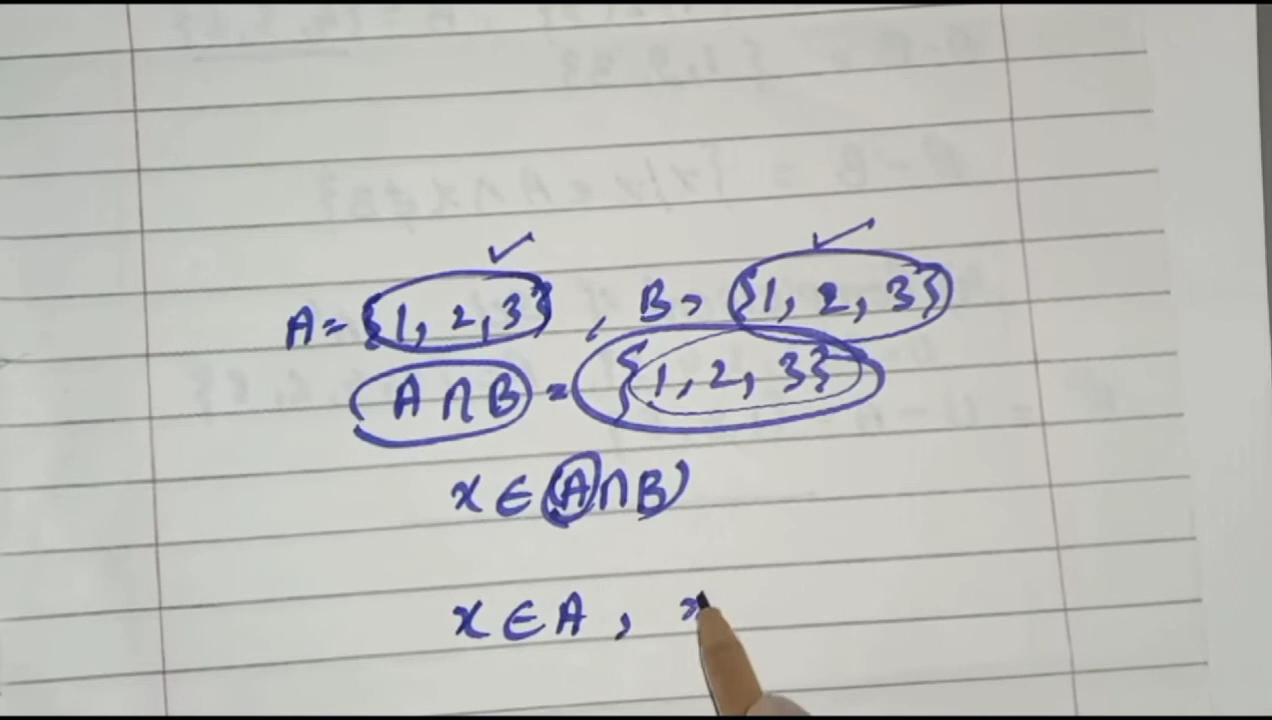 A = {1, 2, 3}, B = {1, 2, 3}
A ∩ B = {1, 2, 3}
x ∈ (A ∩ B)
x ∈ A , x